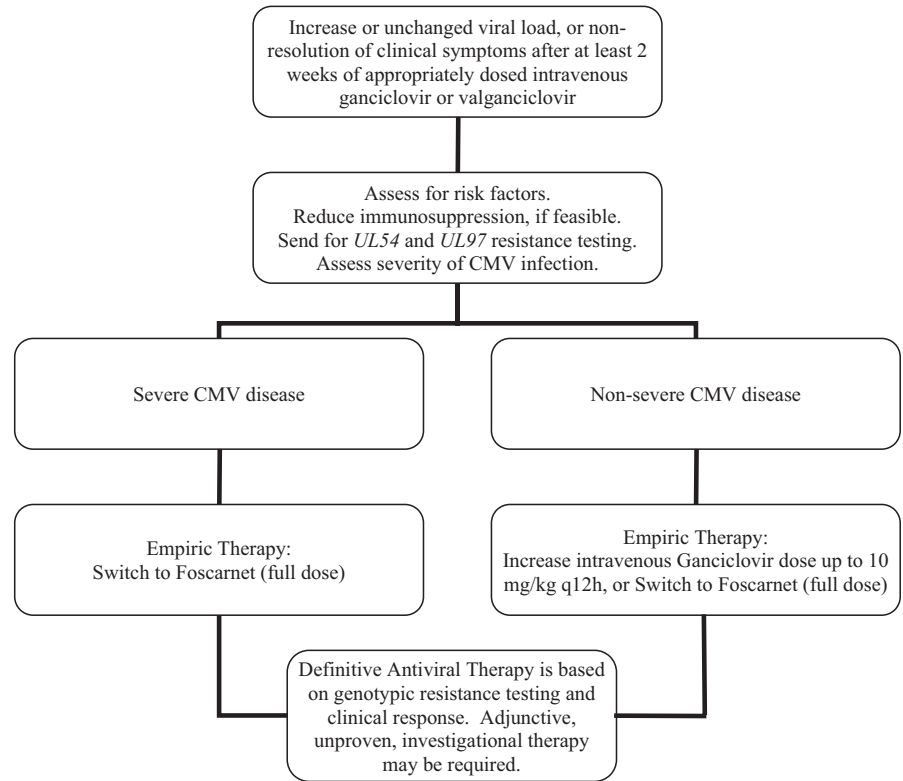 Increase or unchanged viral load, or non-
resolution of clinical symptoms after at least 2
weeks of appropriately dosed intravenous
ganciclovir or valganciclovir
Assess for risk factors.
Reduce immunosuppression, if feasible.
Send for UL54 and UL97 resistance testing.
Assess severity of CMV infection.
Severe CMV disease
Non-severe CMV disease
Empiric Therapy:
Switch to Foscarnet (full dose)
Empiric Therapy:
Increase intravenous Ganciclovir dose up to 10
mg/kg q12h, or Switch to Foscarnet (full dose)
Definitive Antiviral Therapy is based
on genotypic resistance testing and
clinical response.  Adjunctive,
unproven, investigational therapy
may be required.